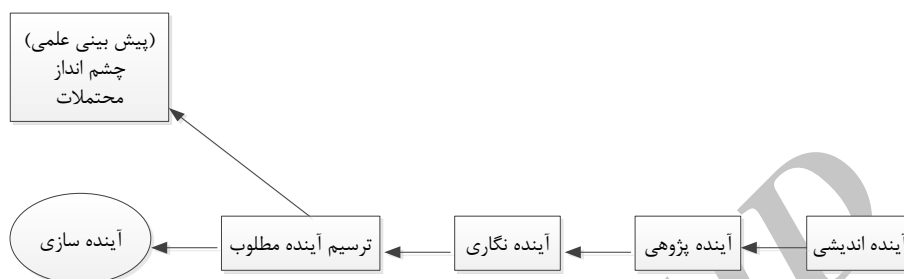 (پیش بینی علمی)
چشم انداز
محتملات
آینده اندیشی
آینده پژوهی
آینده نگاری
ترسیم آینده مطلوب
آینده سازی